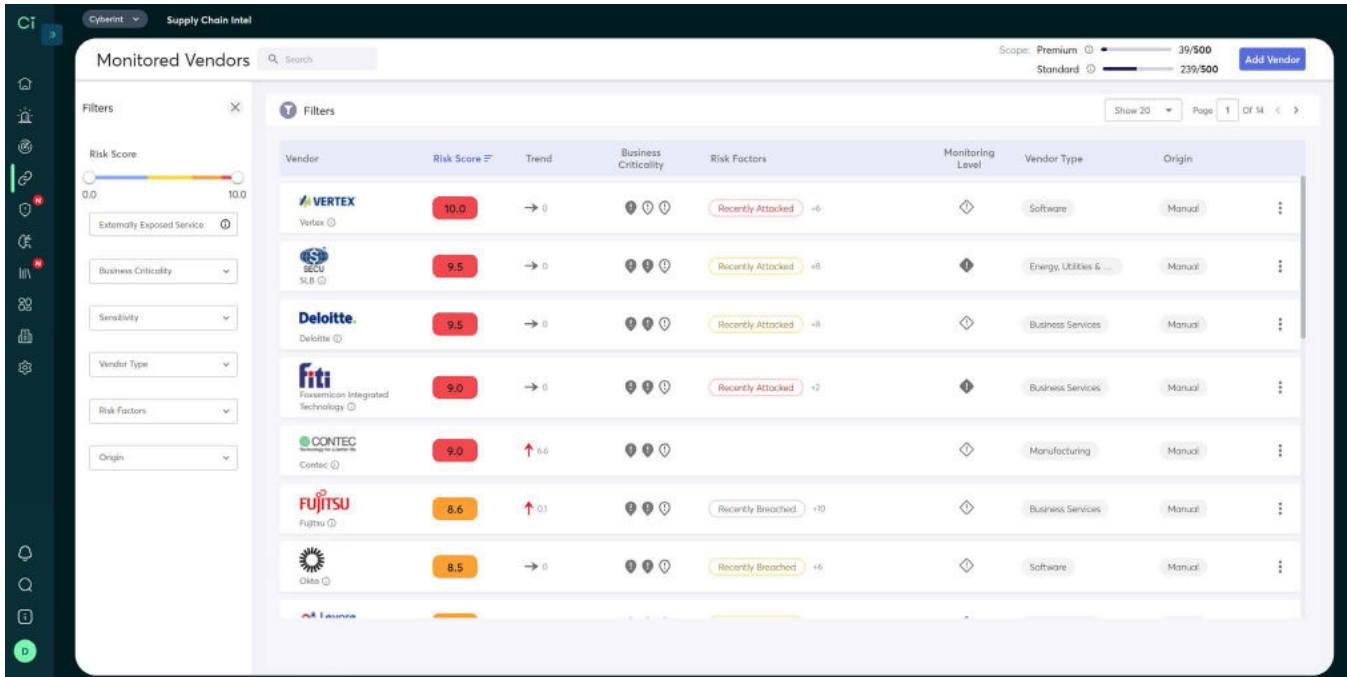 Ci
Cyberint
Supply Chain Intel
Monitored Vendors
Search
Scope: Premium 39/500
Standard 239/500
Add Vendor
Filters
Risk Score
0.0 10.0
Externally Exposed Service
Business Criticality
Sensitivity
Vendor Type
Risk Factors
Origin
Filters
Show 20 Page 1 Of 14
Vendor Risk Score Trend Business Criticality Risk Factors Monitoring Level Vendor Type Origin
VERTEX
Vertex
10.0 0 Recently Attacked +6 Software Manual
SECU
SLB
9.5 0 Recently Attacked +8 Energy, Utilities & ... Manual
Deloitte.
Deloitte
9.5 0 Recently Attacked +8 Business Services Manual
fiti
Foxsemicon Integrated
Technology
9.0 0 Recently Attacked +2 Business Services Manual
CONTEC
Contec
9.0 6.6 Manufacturing Manual
FUJITSU
Fujitsu
8.6 0.1 Recently Breached +10 Business Services Manual
Okta
8.5 0 Recently Breached +6 Software Manual
D